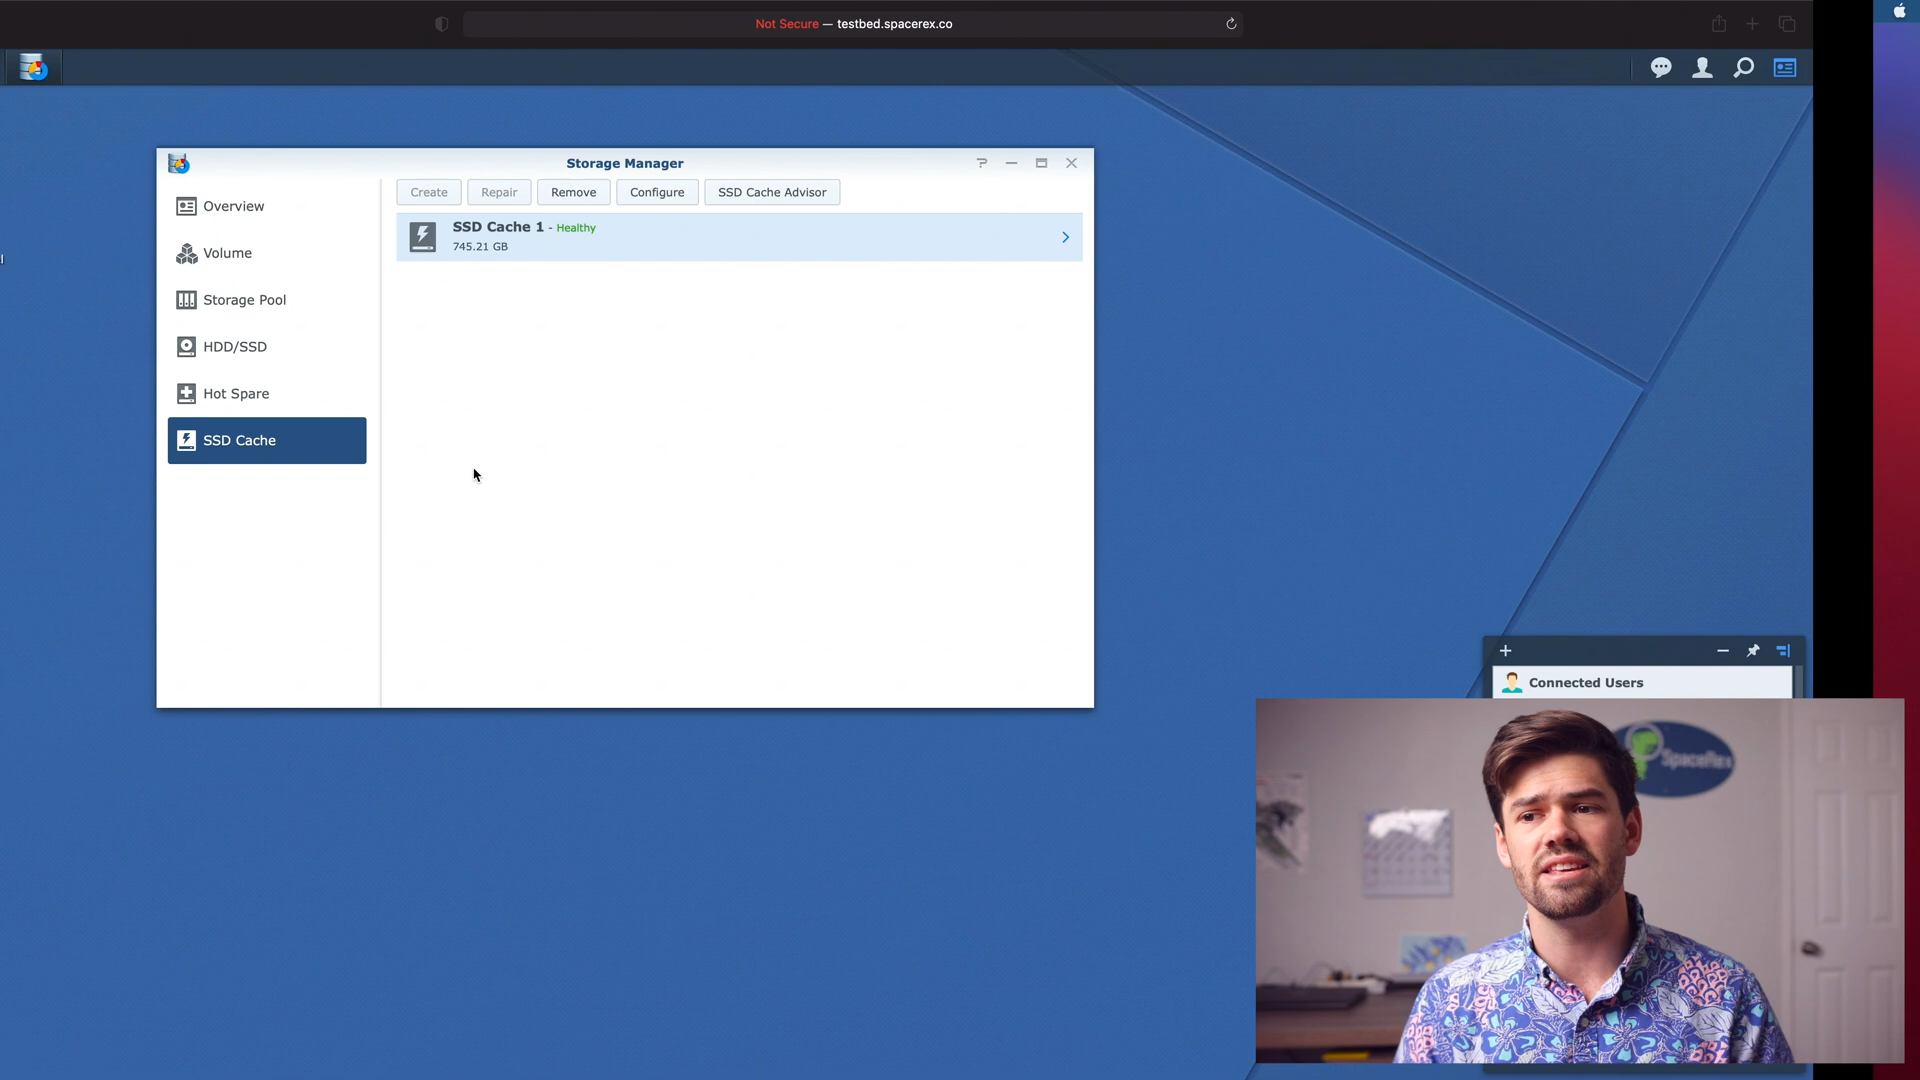 Not Secure — testbed.spacerex.co
Storage Manager
Overview
Volume
Storage Pool
HDD/SSD
Hot Spare
SSD Cache
Create
Repair
Remove
Configure
SSD Cache Advisor
SSD Cache 1 - Healthy
745.21 GB
Connected Users
SpaceRex